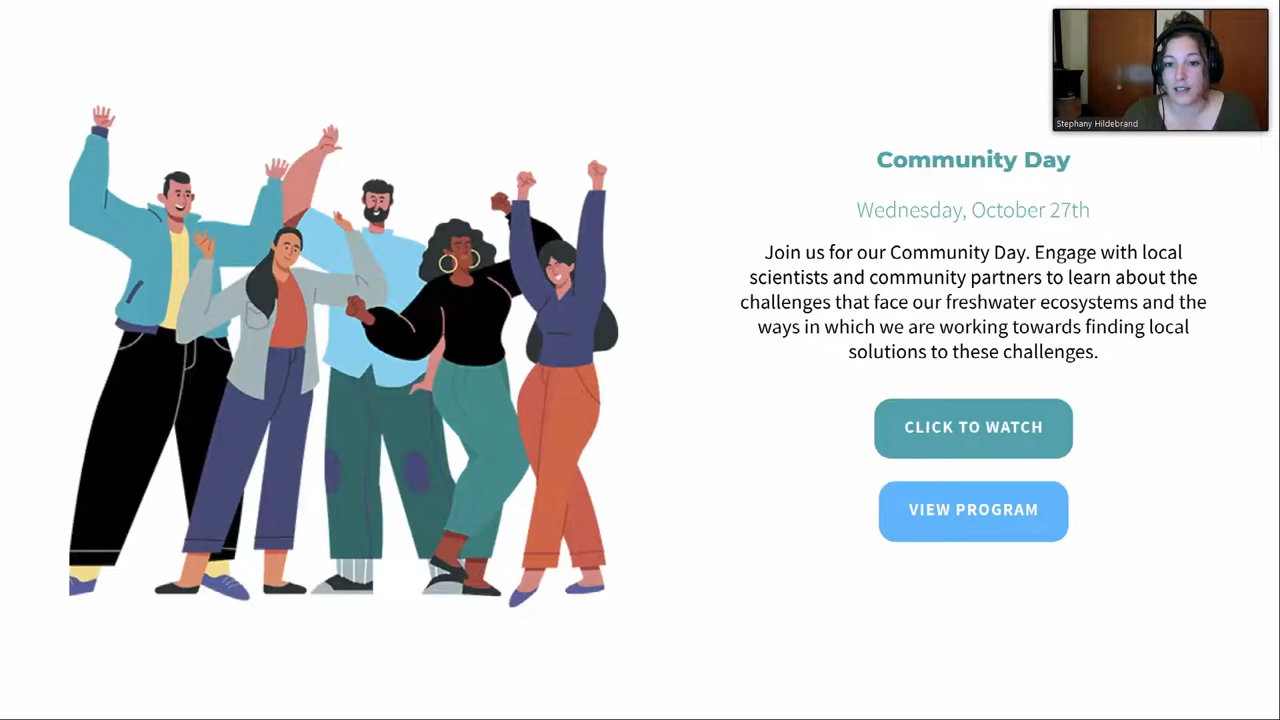 Stephany Hildebrand
Community Day
Wednesday, October 27th
Join us for our Community Day. Engage with local
scientists and community partners to learn about the
challenges that face our freshwater ecosystems and the
ways in which we are working towards finding local
solutions to these challenges.
CLICK TO WATCH
VIEW PROGRAM